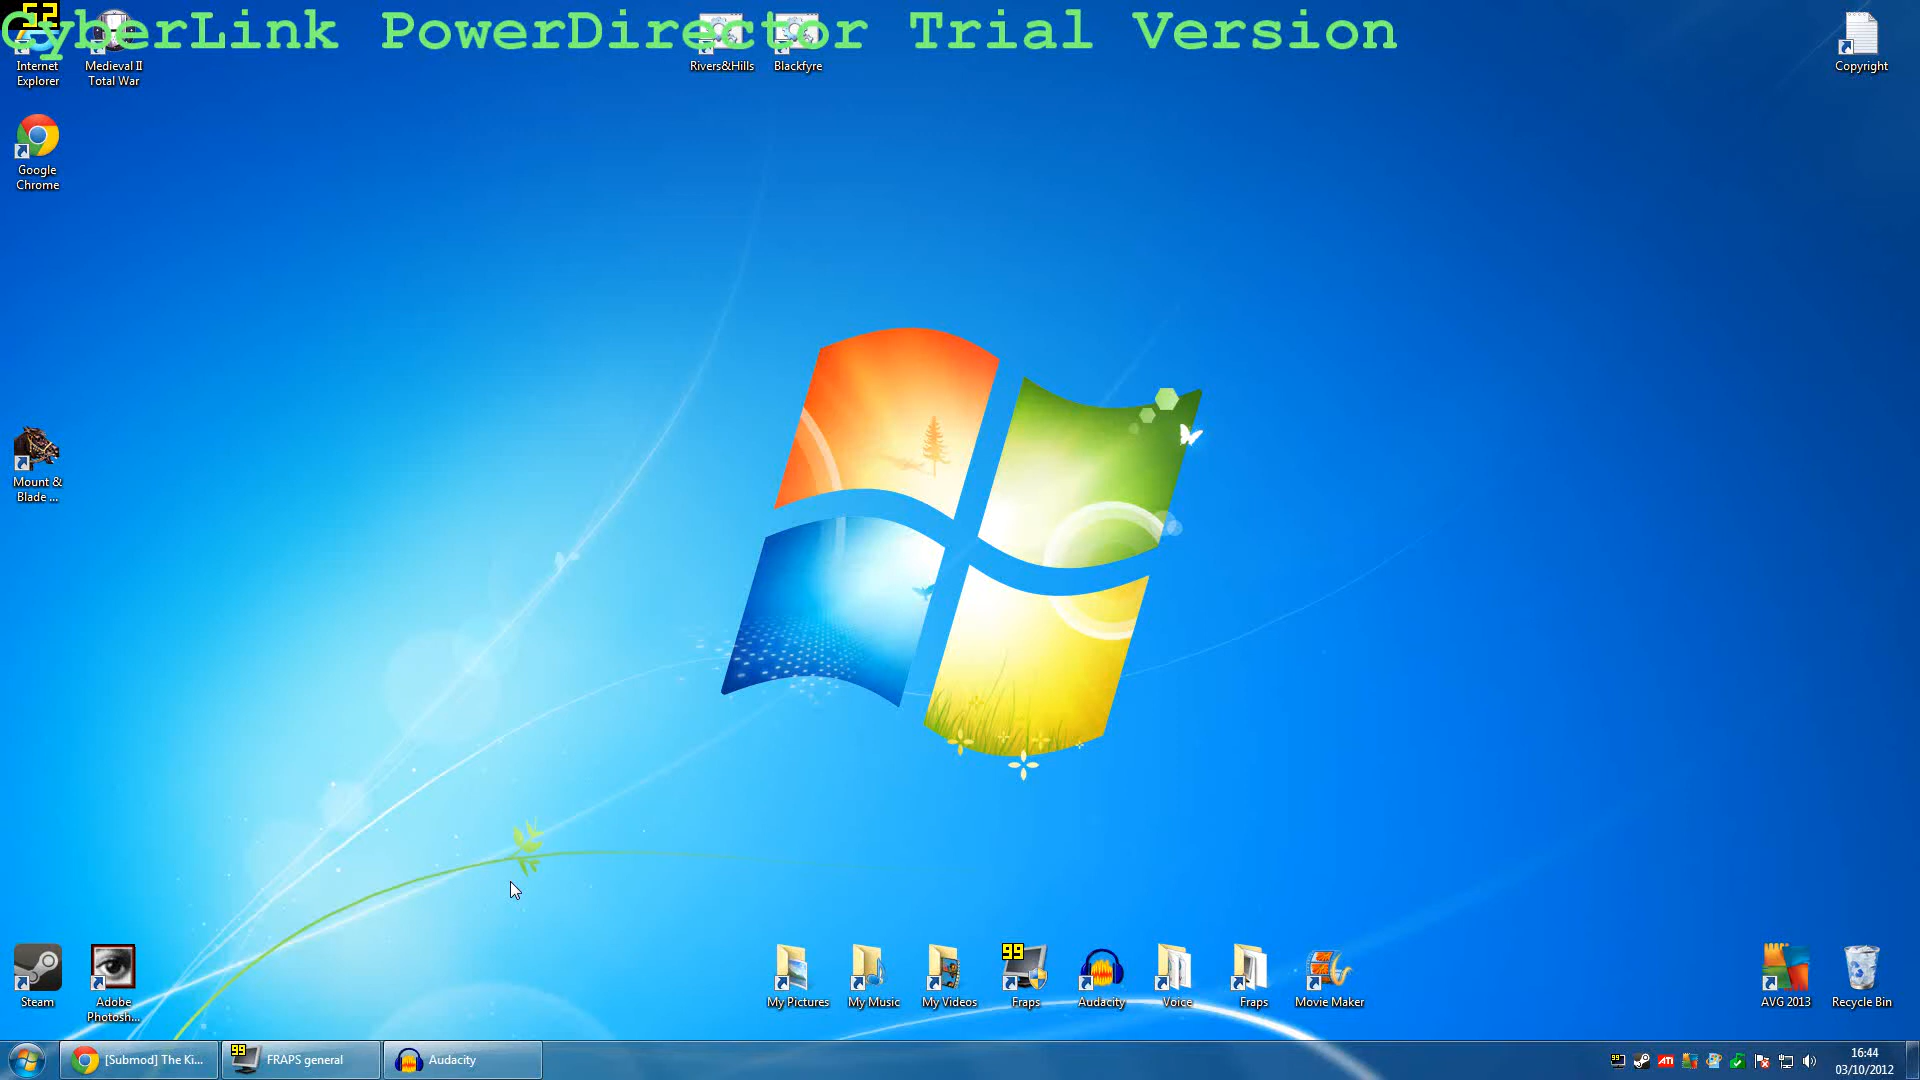 52
CyberLink PowerDirector Trial Version
Internet
Explorer
Medieval II
Total War
Rivers&Hills
Blackfyre
Copyright
Google
Chrome
Mount &
Blade ...
Steam
Adobe
Photosh...
99
My Pictures
My Music
My Videos
Fraps
Audacity
Voice
Fraps
Movie Maker
AVG 2013
Recycle Bin
[Submod] The Ki...
99
FRAPS general
Audacity
99
ATI
16:44
03/10/2012